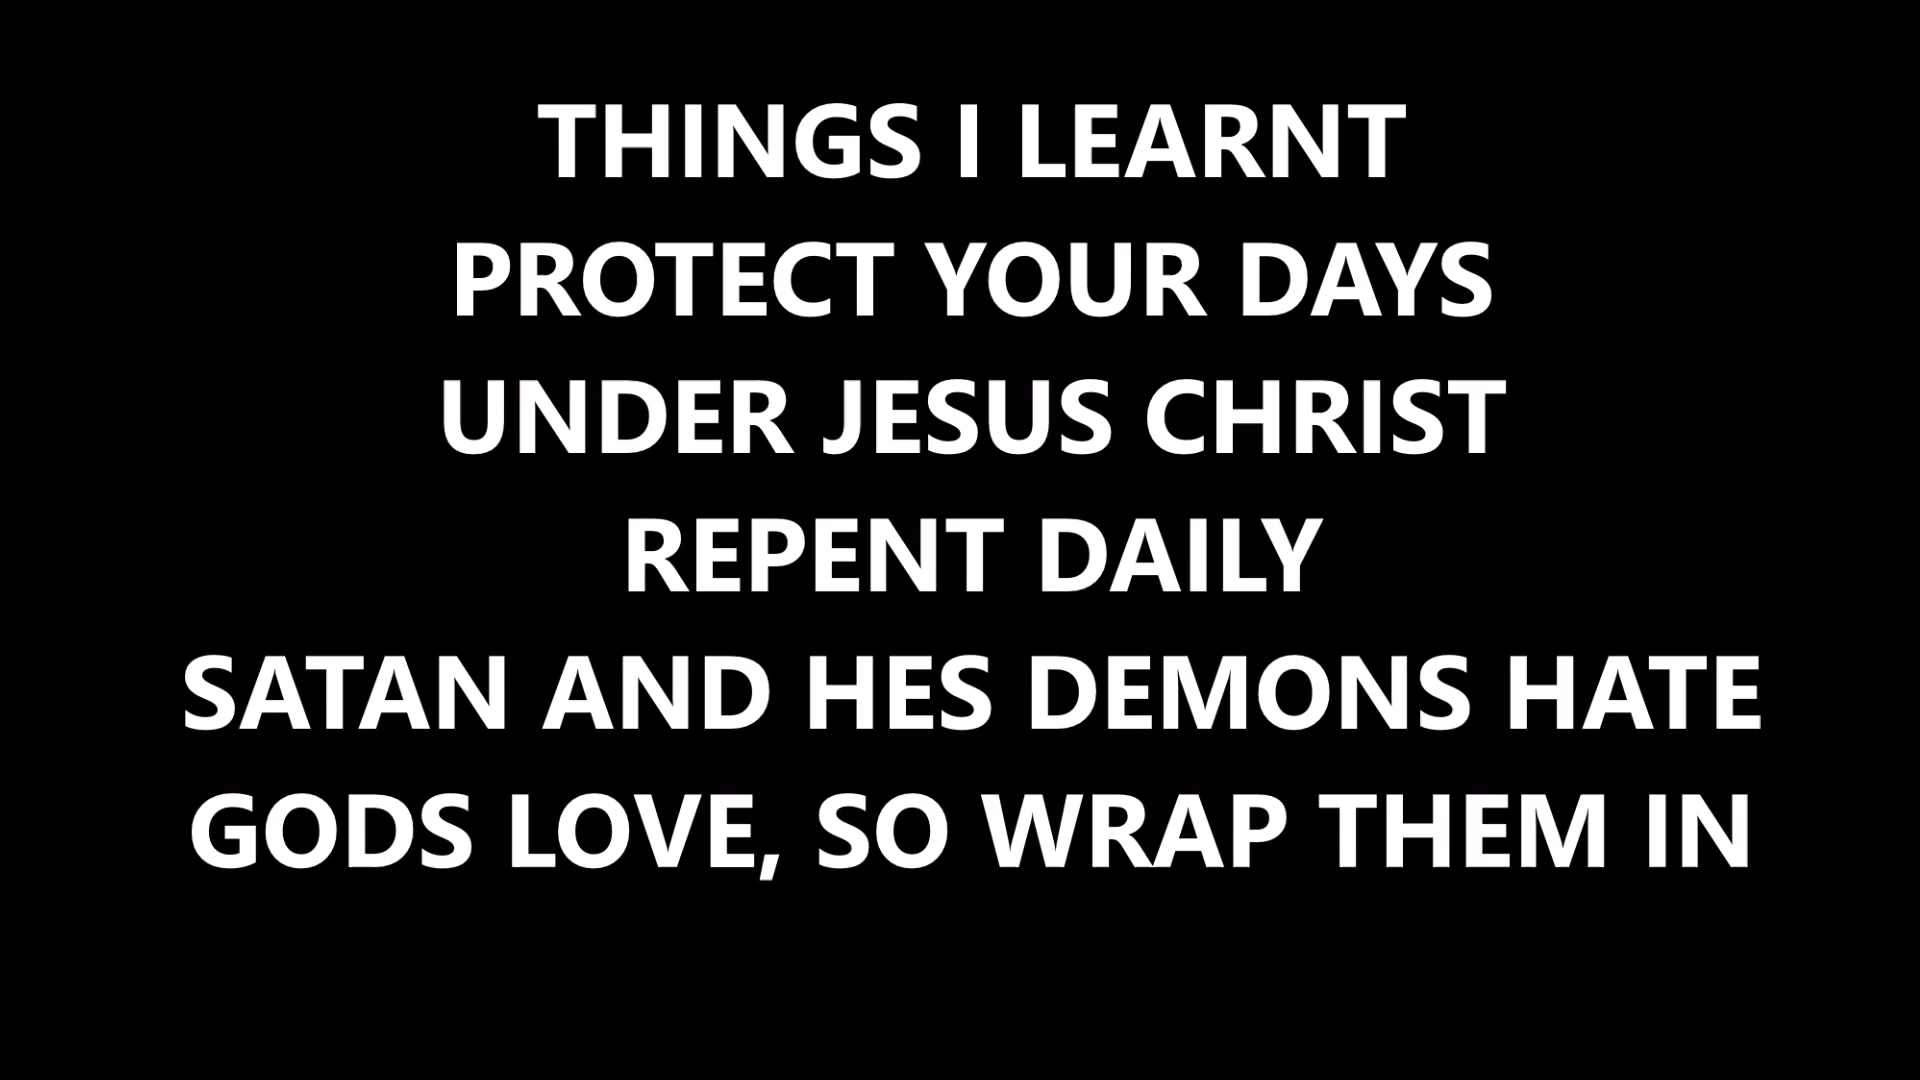 THINGS I LEARNT
PROTECT YOUR DAYS
UNDER JESUS CHRIST
REPENT DAILY
SATAN AND HES DEMONS HATE
GODS LOVE, SO WRAP THEM IN